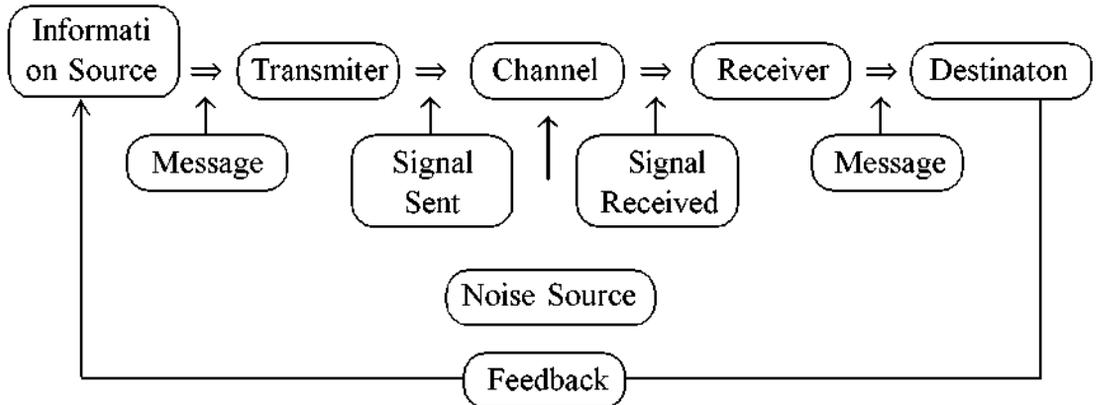 Informati
on Source
Transmiter
Channel
Receiver
Destinaton
Message
Signal
Sent
Signal
Received
Message
Noise Source
Feedback